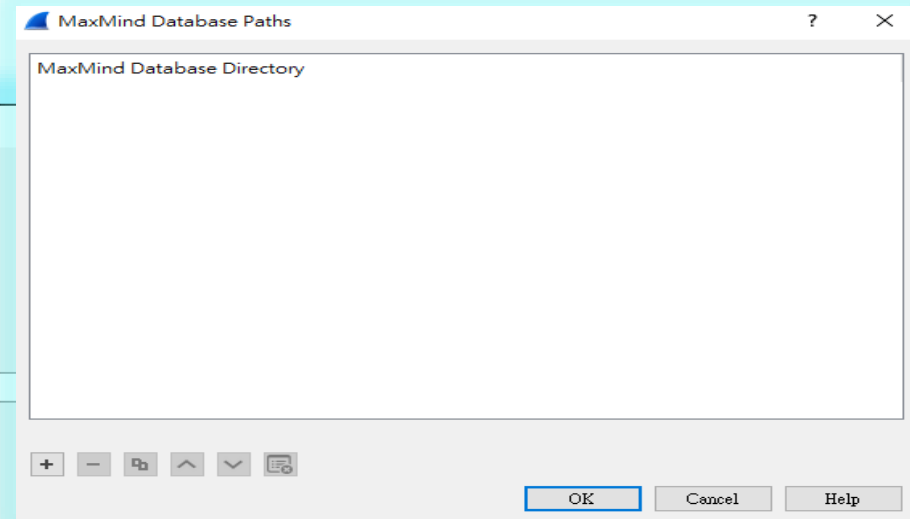 MaxMind Database Paths ?
MaxMind Database Directory
OK Cancel Help